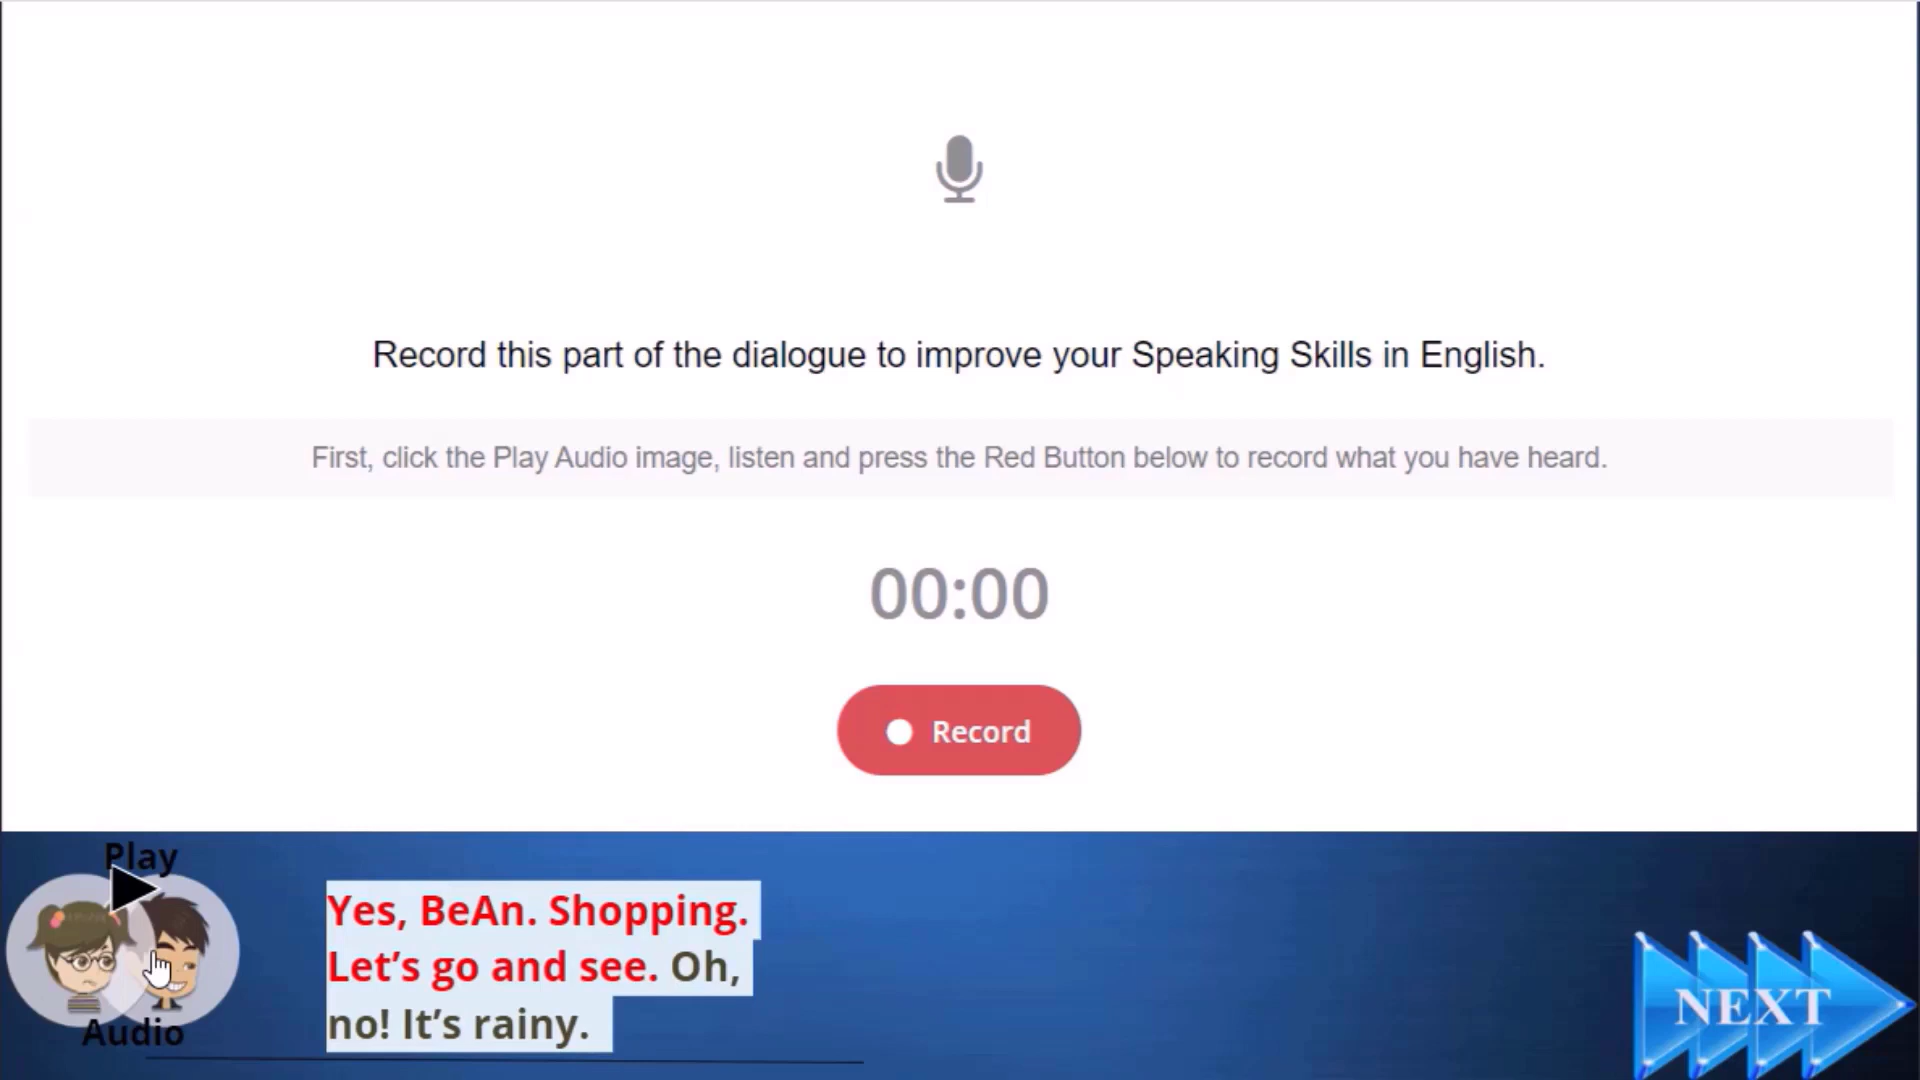 Record this part of the dialogue to improve your Speaking Skills in English.
First, click the Play Audio image, listen and press the Red Button below to record what you have heard.
00:00
Record
Play
Audio
Yes, BeAn. Shopping.
Let’s go and see. Oh,
no! It’s rainy.
NEXT